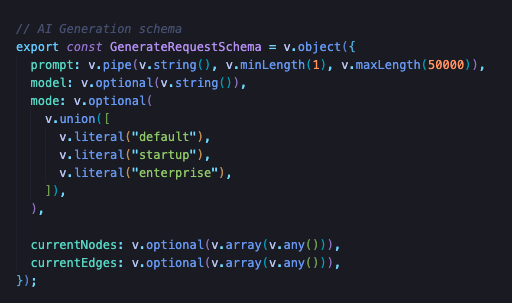 // AI Generation schema
export const GenerateRequestSchema = v.object({
  prompt: v.pipe(v.string(), v.minLength(1), v.maxLength(50000)),
  model: v.optional(v.string()),
  mode: v.optional(
    v.union([
      v.literal("default"),
      v.literal("startup"),
      v.literal("enterprise"),
    ]),
  ),

  currentNodes: v.optional(v.array(v.any())),
  currentEdges: v.optional(v.array(v.any())),
});